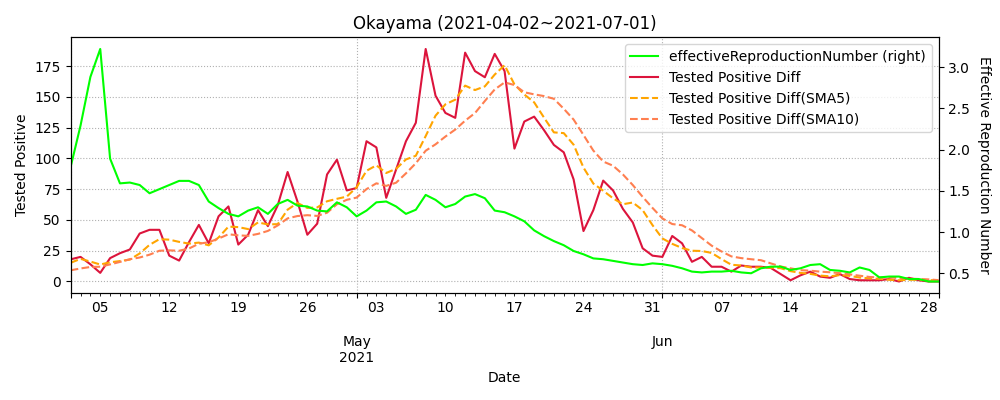 Okayama (2021-04-02~2021-07-01)
effectiveReproductionNumber (right)
Tested Positive Diff
Tested Positive Diff(SMA5)
Tested Positive Diff(SMA10)
Tested Positive
175
150
125
100
75
50
25
0
3.0
2.5
2.0
1.5
1.0
0.5
Effective Reproduction Number
05 12 19 26 03 10 17 24 31 07 14 21 28
May Jun
2021
Date